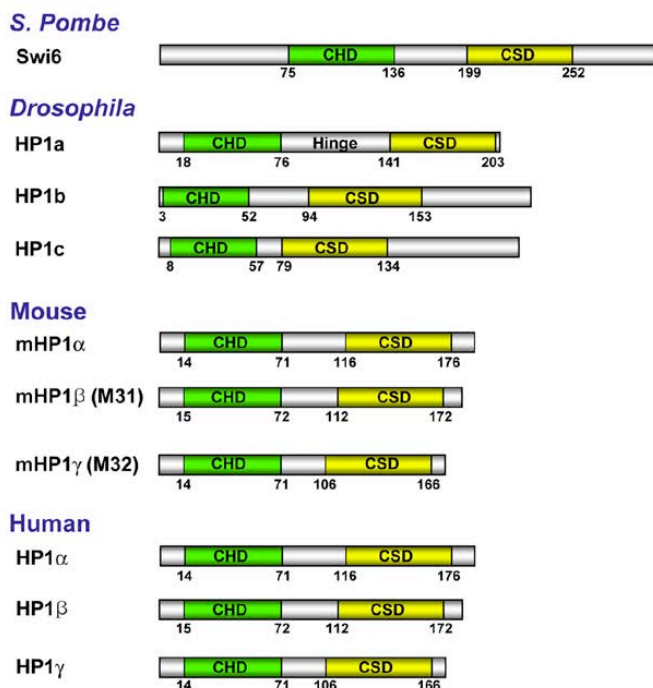 S. Pombe
Swi6 CHD CSD
75 136 199 252
Drosophila
HP1a CHD Hinge CSD
18 76 141 203
HP1b CHD CSD
3 52 94 153
HP1c CHD CSD
8 57 79 134
Mouse
mHP1α CHD CSD
14 71 116 176
mHP1β (M31) CHD CSD
15 72 112 172
mHP1γ (M32) CHD CSD
14 71 106 166
Human
HP1α CHD CSD
14 71 116 176
HP1β CHD CSD
15 72 112 172
HP1γ CHD CSD
14 71 106 166